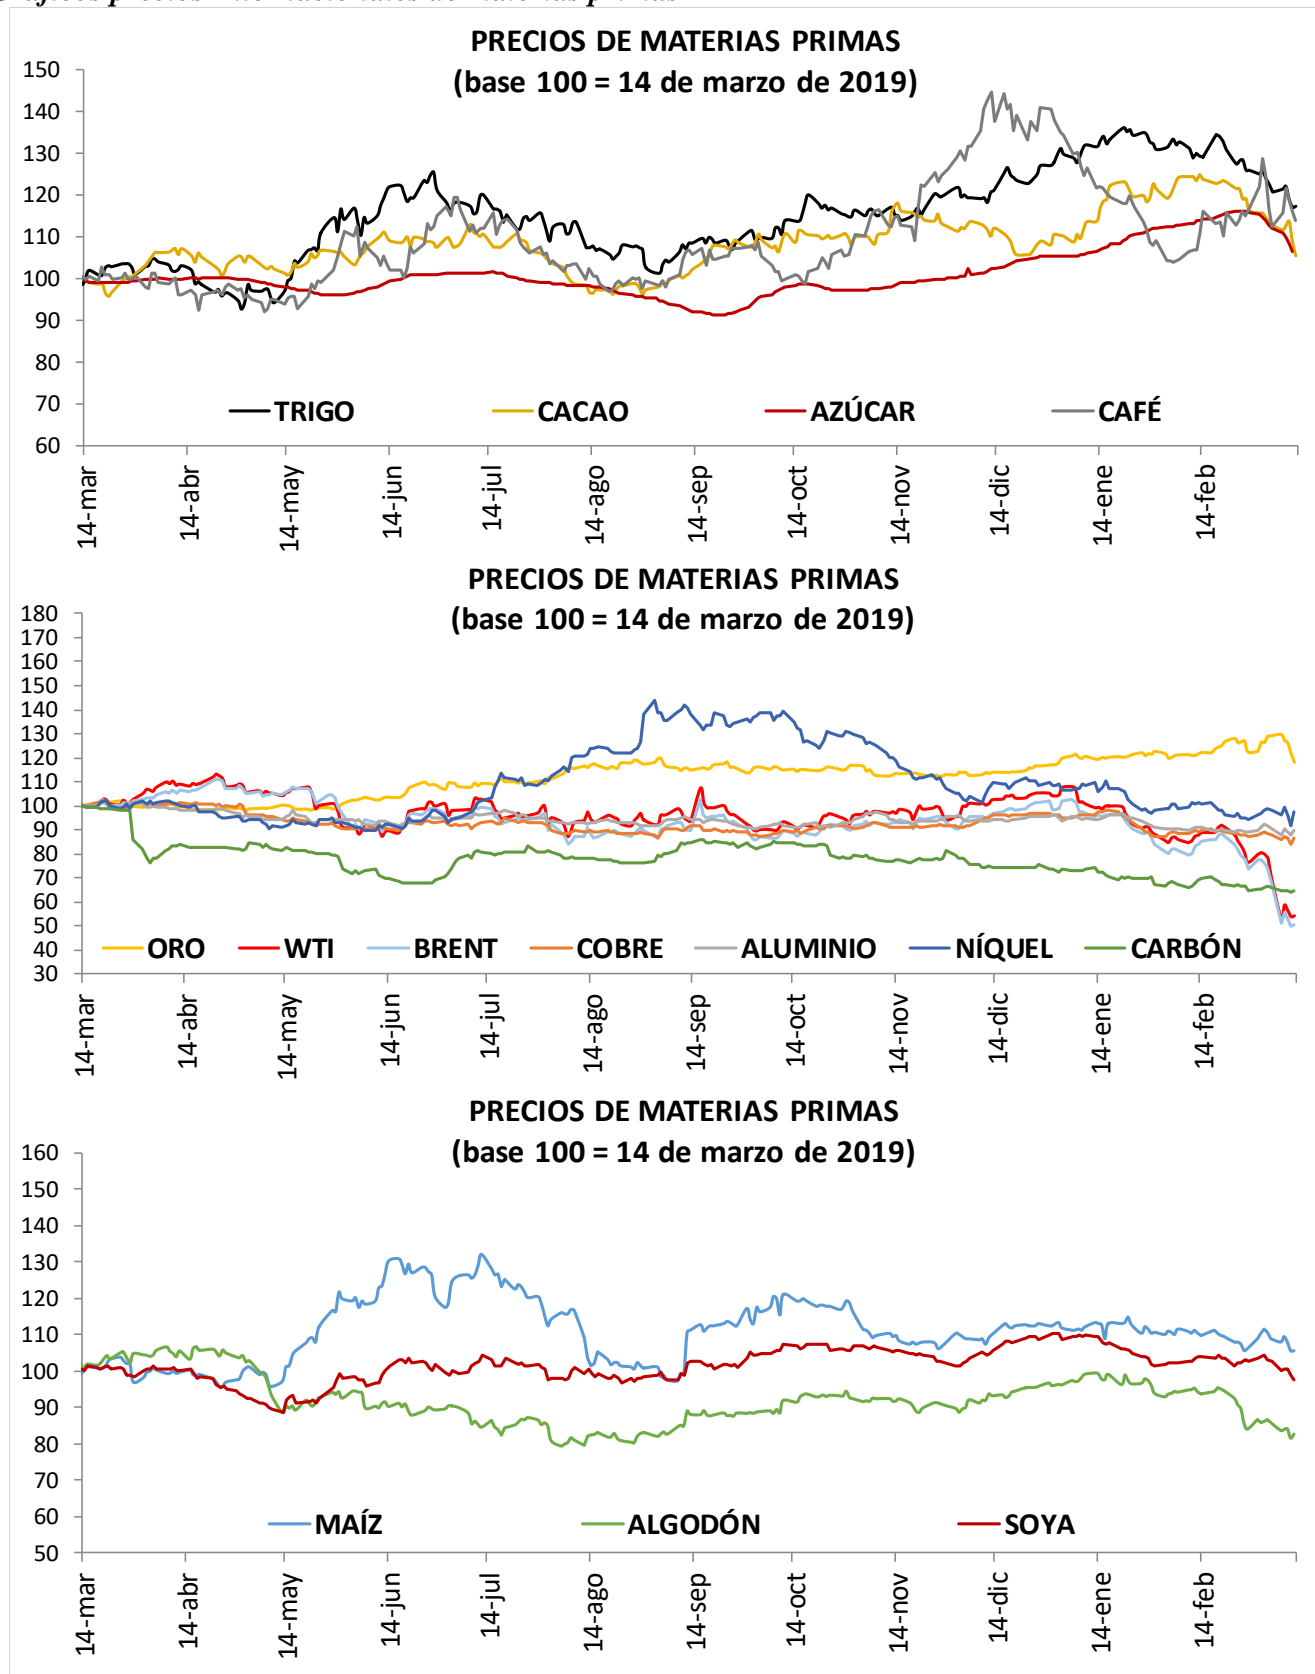 precios
de
PRECIOS DE MATERIAS PRIMAS
(base 100 = 14 de marzo de 2019)
150
140
130
120
110
100
90
80
70
60
TRIGO CACAO AZÚCAR CAFÉ
14-mar 14-abr 14-may 14-jun 14-jul 14-ago 14-sep 14-oct 14-nov 14-dic 14-ene 14-feb
PRECIOS DE MATERIAS PRIMAS
(base 100 = 14 de marzo de 2019)
180
170
160
150
140
130
120
110
100
90
80
70
60
50
40
30
ORO WTI BRENT COBRE ALUMINIO NÍQUEL CARBÓN
14-mar 14-abr 14-may 14-jun 14-jul 14-ago 14-sep 14-oct 14-nov 14-dic 14-ene 14-feb
PRECIOS DE MATERIAS PRIMAS
(base 100 = 14 de marzo de 2019)
160
150
140
130
120
110
100
90
80
70
60
50
MAÍZ ALGODÓN SOYA
14-mar 14-abr 14-may 14-jun 14-jul 14-ago 14-sep 14-oct 14-nov 14-dic 14-ene 14-feb